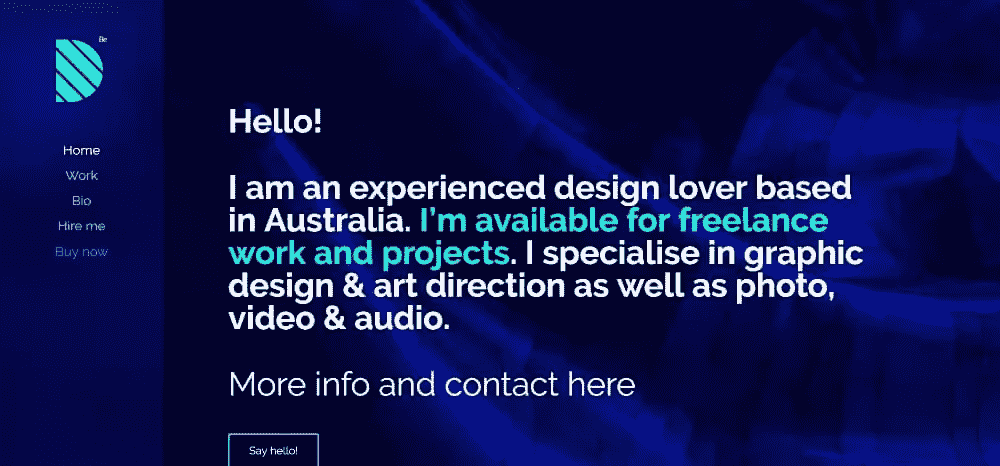 Be
Home
Work
Bio
Hire me
Buy now
Hello!
I am an experienced design lover based
in Australia. I'm available for freelance
work and projects. I specialise in graphic
design & art direction as well as photo,
video & audio.
More info and contact here
Say hello!